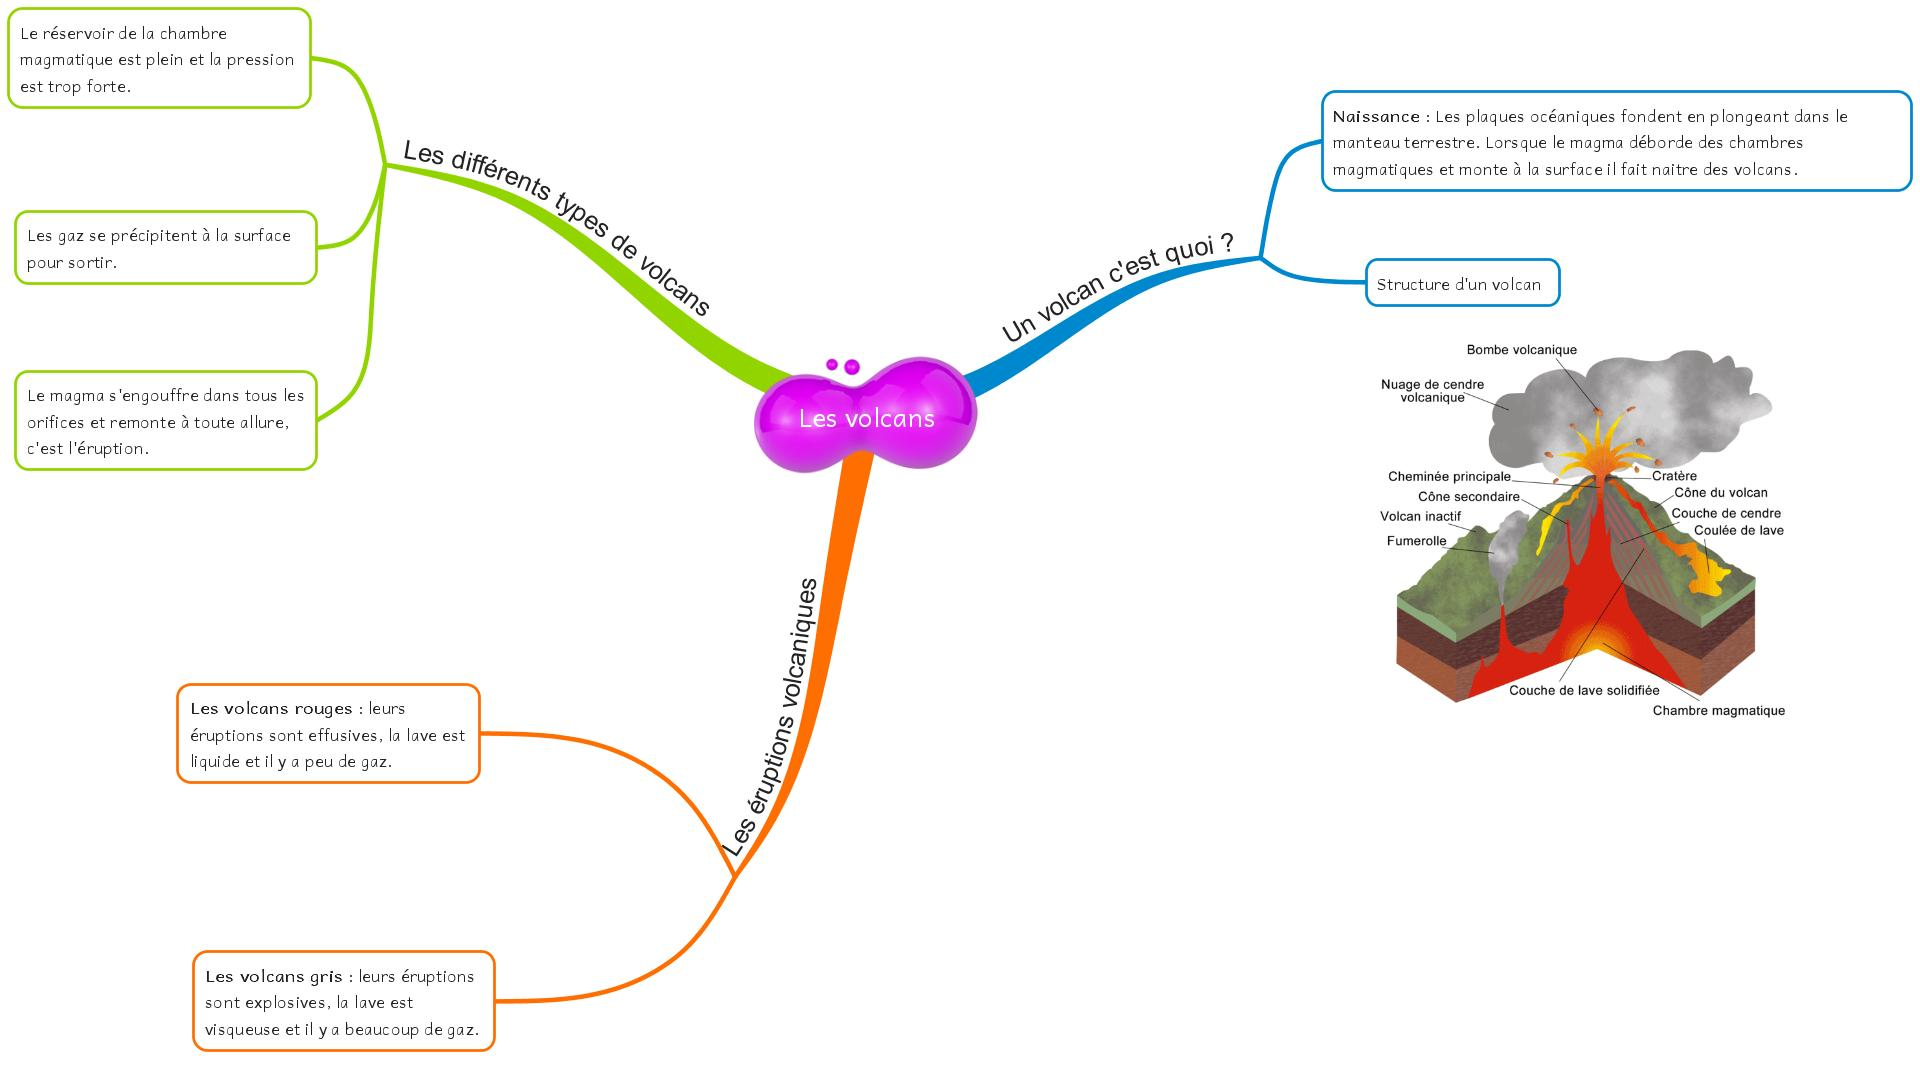 Les volcans
Les différents types de volcans
Le réservoir de la chambre
magmatique est plein et la pression
est trop forte.
Les gaz se précipitent à la surface
pour sortir.
Le magma s'engouffre dans tous les
orifices et remonte à toute allure,
c'est l'éruption.
Un volcan c'est quoi ?
Naissance : Les plaques océaniques fondent en plongeant dans le
manteau terrestre. Lorsque le magma déborde des chambres
magmatiques et monte à la surface il fait naitre des volcans.
Structure d'un volcan
Bombe volcanique
Nuage de cendre
volcanique
Cheminée principale
Cratère
Cône secondaire
Cône du volcan
Volcan inactif
Couche de cendre
Coulée de lave
Fumerolle
Couche de lave solidifiée
Chambre magmatique
Les éruptions volcaniques
Les volcans rouges : leurs
éruptions sont effusives, la lave est
liquide et il y a peu de gaz.
Les volcans gris : leurs éruptions
sont explosives, la lave est
visqueuse et il y a beaucoup de gaz.